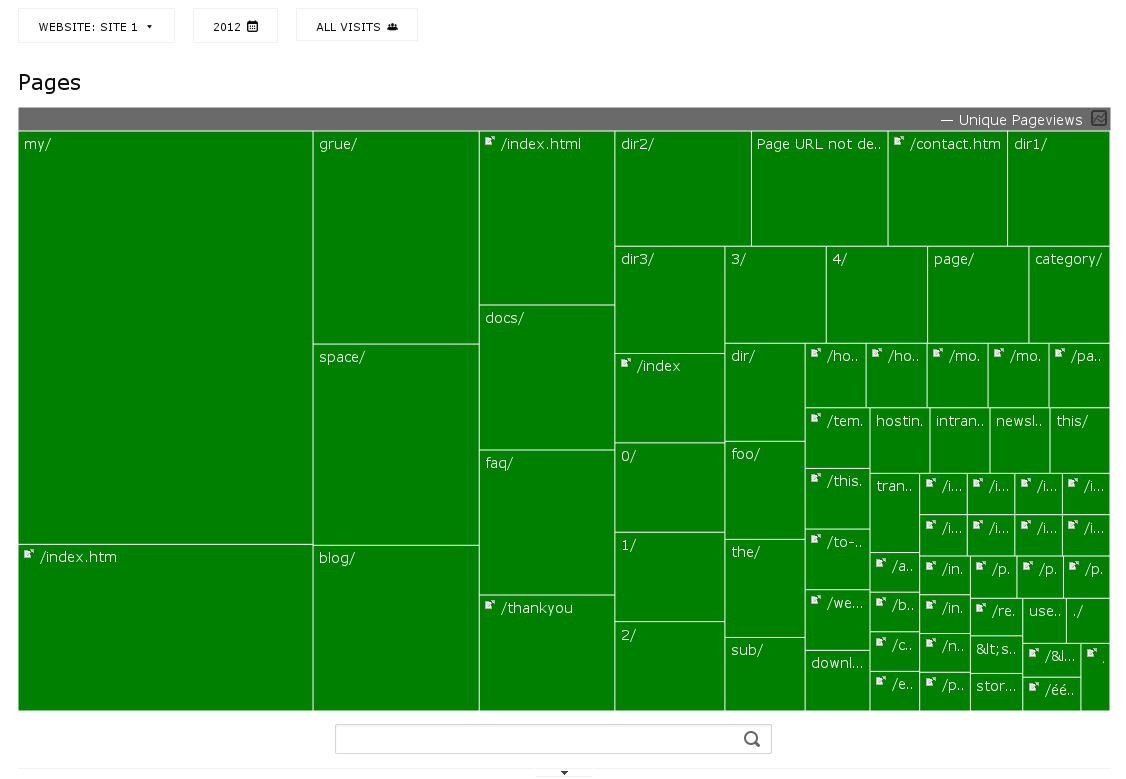 WEBSITE: SITE 1
2012
ALL VISITS
Pages
— Unique Pageviews
my/
grue/
/index.html
dir2/
Page URL not de..
/contact.htm
dir1/
dir3/
3/
4/
page/
category/
docs/
space/
/index
dir/
/ho..
/ho..
/mo.
/mo.
/pa..
/tem.
hostin.
intran..
newsl..
this/
faq/
0/
foo/
/this.
tran..
/i...
/i...
/i...
/i...
/i...
/i...
/i...
/i...
/index.htm
blog/
1/
the/
/to-..
/a..
/in.
/p.
/p.
/p.
/thankyou
/we...
/b..
/in.
/re.
use..
./
2/
sub/
downl...
/c..
/n..
&lt;s..
/&l...
.
/e..
/p..
stor...
/éé..